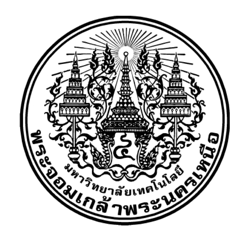 ๔
มหาวิทยาลัยเทคโนโลยี
พระจอมเกล้าพระนครเหนือ